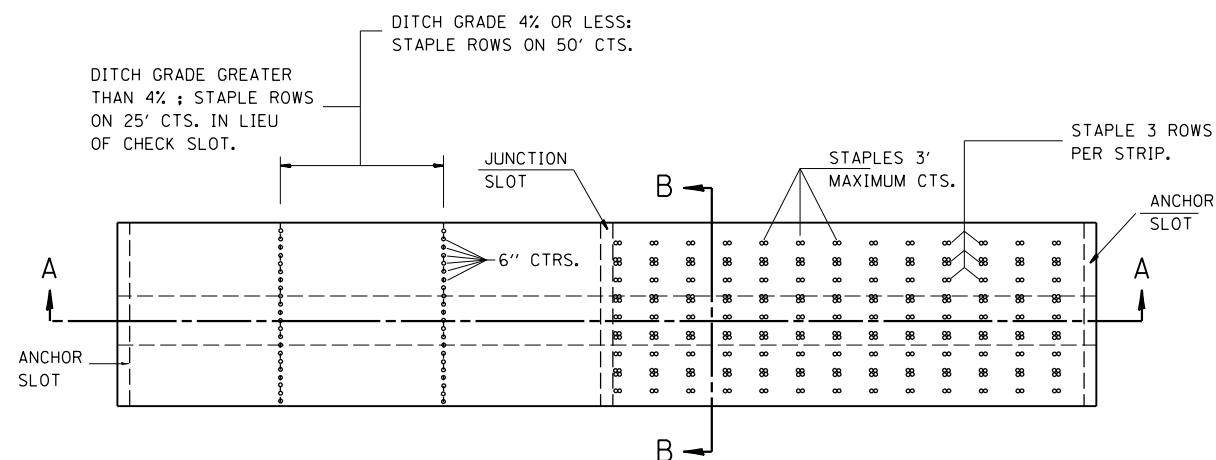 DITCH GRADE 4% OR LESS:
STAPLE ROWS ON 50' CTS.
DITCH GRADE GREATER
THAN 4% ; STAPLE ROWS
ON 25' CTS. IN LIEU
OF CHECK SLOT.
JUNCTION
SLOT
B
STAPLES 3'
MAXIMUM CTS.
STAPLE 3 ROWS
PER STRIP.
ANCHOR
SLOT
A
6" CTRS.
A
ANCHOR
SLOT
B